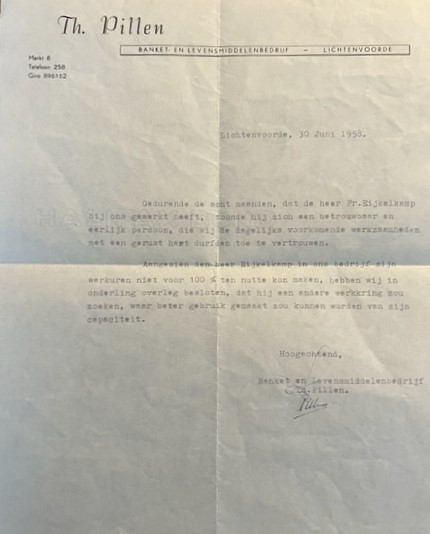 Th. Pillen
BANKET- EN LEVENSMIDDELENBEDRIJF – LICHTENVOORDE
Markt 8
Telefoon 258
Giro 896162
Lichtenvoorde, 30 Juni 1958.
Gedurende de acht maanden, dat de heer Fr.Eijkelkamp
bij ons gewerkt heeft, toonde hij zich een betrouwbaar en
eerlijk persoon, die wij de dagelijks voorkomende werkzaamheden
met een gerust hart durfden toe te vertrouwen.
Aangezien den heer Eijkelkamp in ons bedrijf zijn
werkuren niet voor 100 % ten nutte kon maken, hebben wij in
onderling overleg besloten, dat hij een andere werkkring zou
zoeken, waar beter gebruik gemaakt zou kunnen worden van zijn
capaciteit.
Hoogachtend,
Banket en Levensmiddelenbedrijf
Pillen.
Pillen